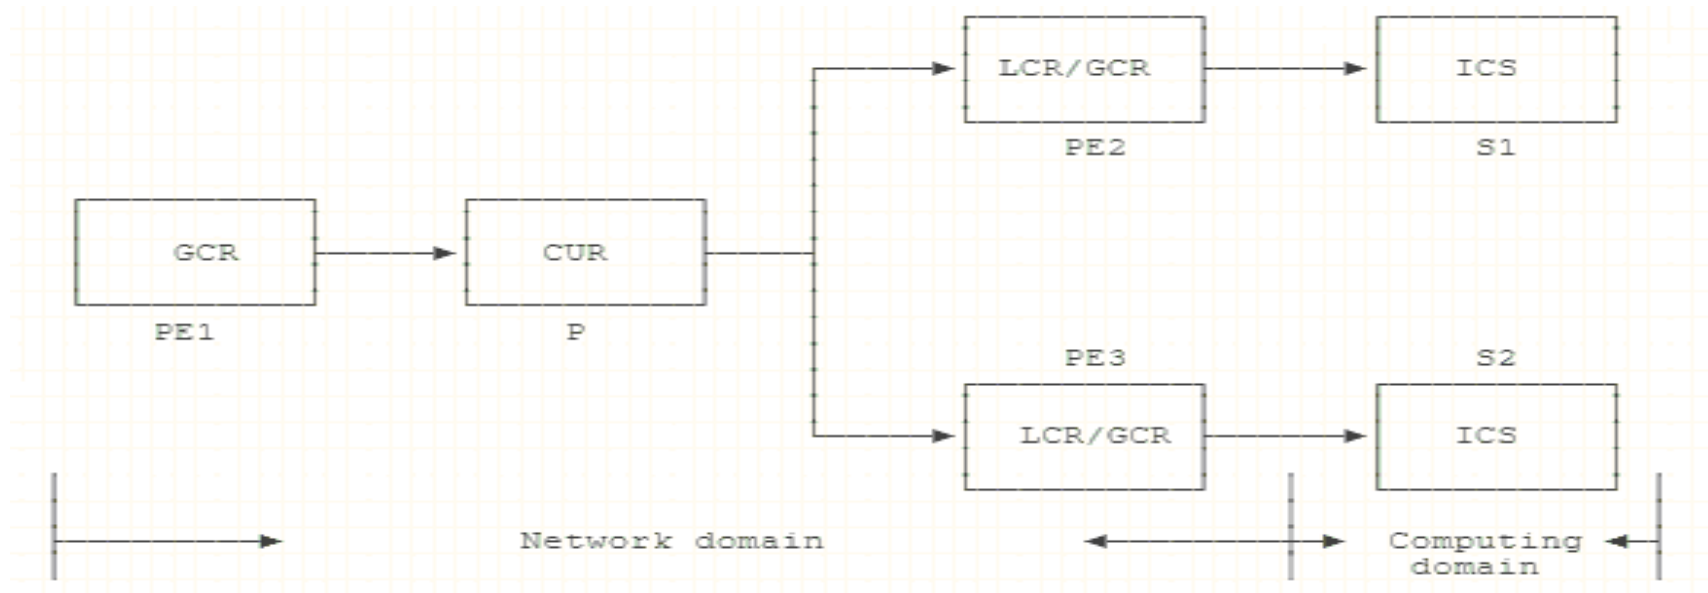 LCR/GCR
ICS
PE2
S1
GCR
CUR
PE1
P
PE3
S2
LCR/GCR
ICS
Network domain
Computing
domain